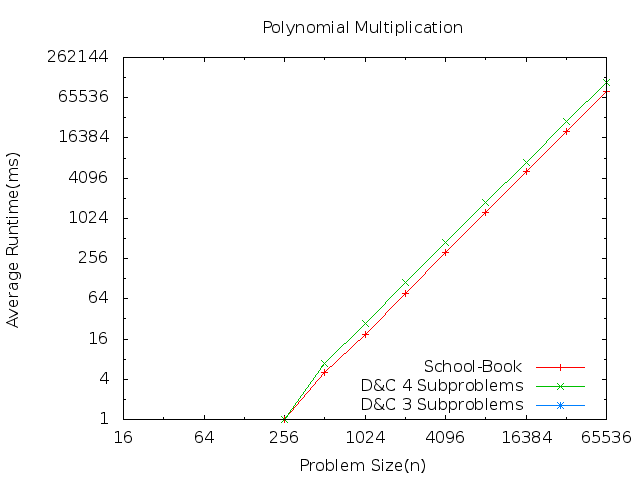 Polynomial Multiplication
262144
65536
16384
4096
1024
256
64
16
4
1
Average Runtime(ms)
School-Book
D&C 4 Subproblems
D&C 3 Subproblems
16 64 256 1024 4096 16384 65536
Problem Size(n)